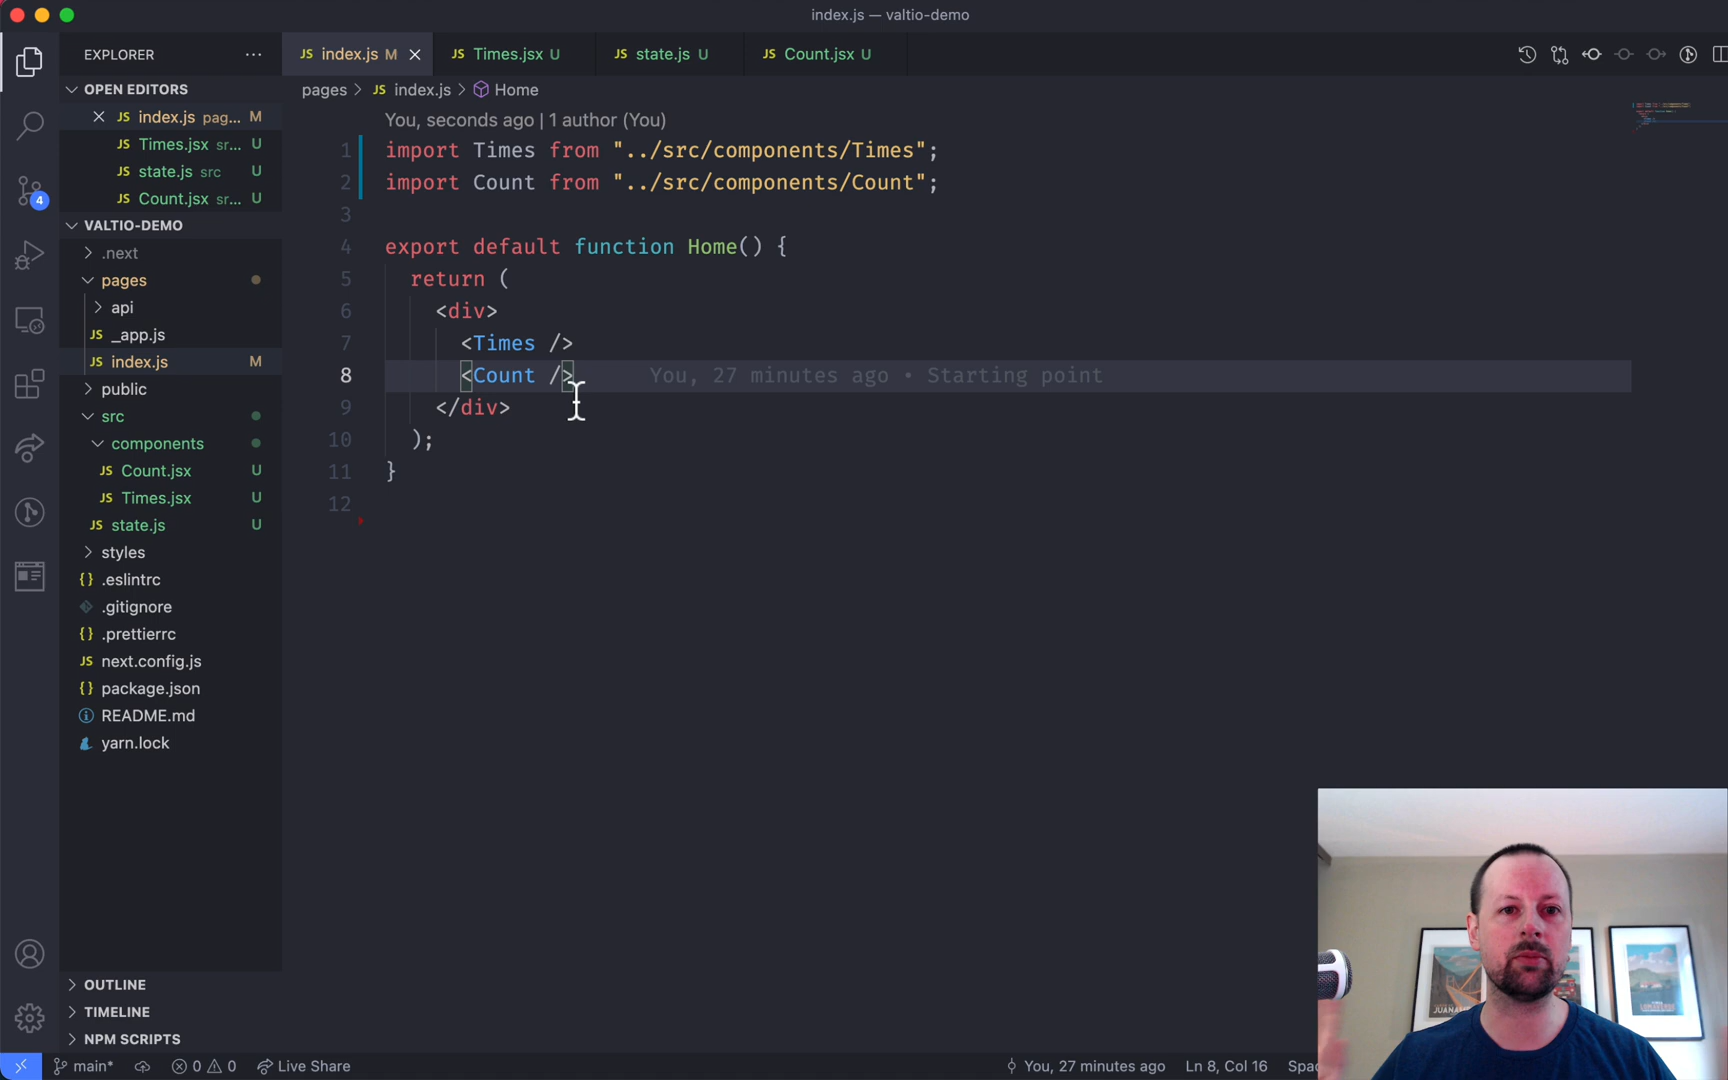 index.js — valtio-demo
EXPLORER
JS index.js M
JS Times.jsx U
JS state.js U
JS Count.jsx U
OPEN EDITORS
JS index.js pag... M
JS Times.jsx sr... U
JS state.js src U
JS Count.jsx sr... U
VALTIO-DEMO
.next
pages
api
JS _app.js
JS index.js M
public
src
components
JS Count.jsx U
JS Times.jsx U
JS state.js U
styles
{} .eslintrc
.gitignore
{} .prettierrc
JS next.config.js
{} package.json
README.md
yarn.lock
OUTLINE
TIMELINE
NPM SCRIPTS
4
pages > JS index.js > Home
You, seconds ago | 1 author (You)
1 import Times from "../src/components/Times";
2 import Count from "../src/components/Count";
3
4 export default function Home() {
5 return (
6 <div>
7 <Times />
8 <Count /> You, 27 minutes ago • Starting point
9 </div>
10 );
11 }
12
main* 0 0 Live Share
You, 27 minutes ago Ln 8, Col 16 Spac